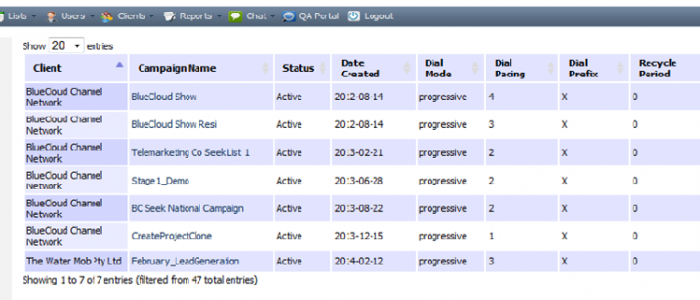 Lists Users Clients Reports Chat QA Portal Logout
Show 20 entries
Client Campaign Name Status Date Created Dial Mode Dial Pacing Dial Prefix Recycle Period
BlueCloud Channel Network BlueCloud Show Active 2012-08-14 progressive 4 X 0
BlueCloud Channel Network BlueCloud Show Resi Active 2012-08-14 progressive 3 X 0
BlueCloud Channel Network Telemarketing Co SeekList 1 Active 2013-02-21 progressive 2 X 0
BlueCloud Channel Network Stage1_Demo Active 2013-06-28 progressive 2 X 0
BlueCloud Channel Network BC Seek National Campaign Active 2013-08-22 progressive 2 X 0
BlueCloud Channel Network CreateProjectClone Active 2013-12-15 progressive 1 X 0
The Water Mob Pty Ltd February_LeadGeneration Active 2014-02-12 progressive 3 X 0
Showing 1 to 7 of 7 entries (filtered from 47 total entries)